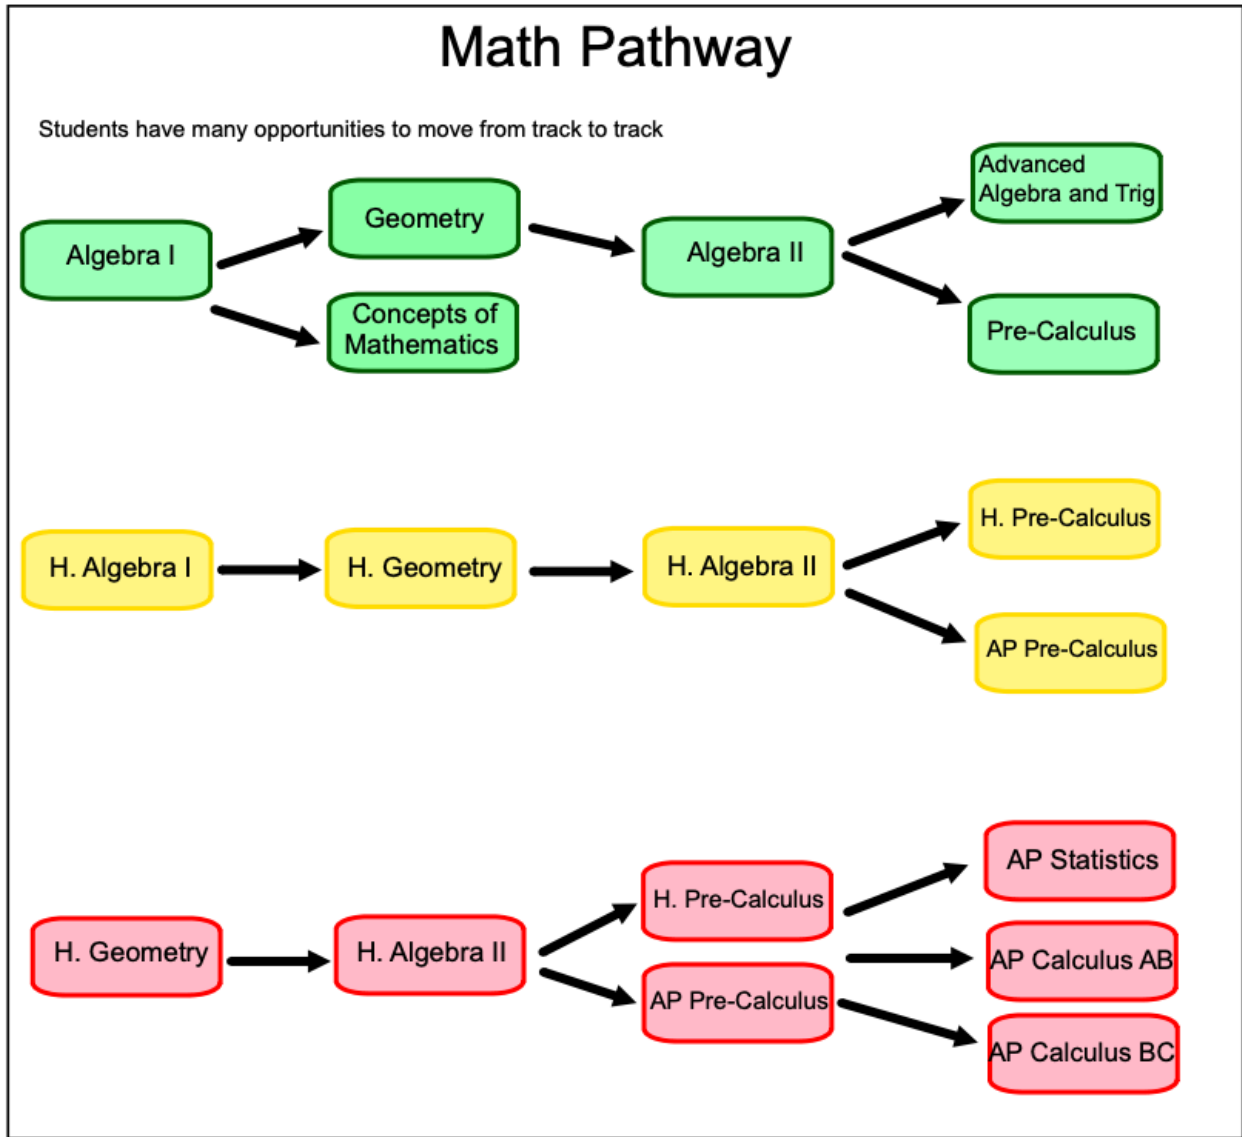 Math Pathway
Students have many opportunities to move from track to track
Algebra I
Geometry
Concepts of
Mathematics
Algebra II
Advanced
Algebra and Trig
Pre-Calculus
H. Algebra I
H. Geometry
H. Algebra II
H. Pre-Calculus
AP Pre-Calculus
H. Geometry
H. Algebra II
H. Pre-Calculus
AP Pre-Calculus
AP Statistics
AP Calculus AB
AP Calculus BC